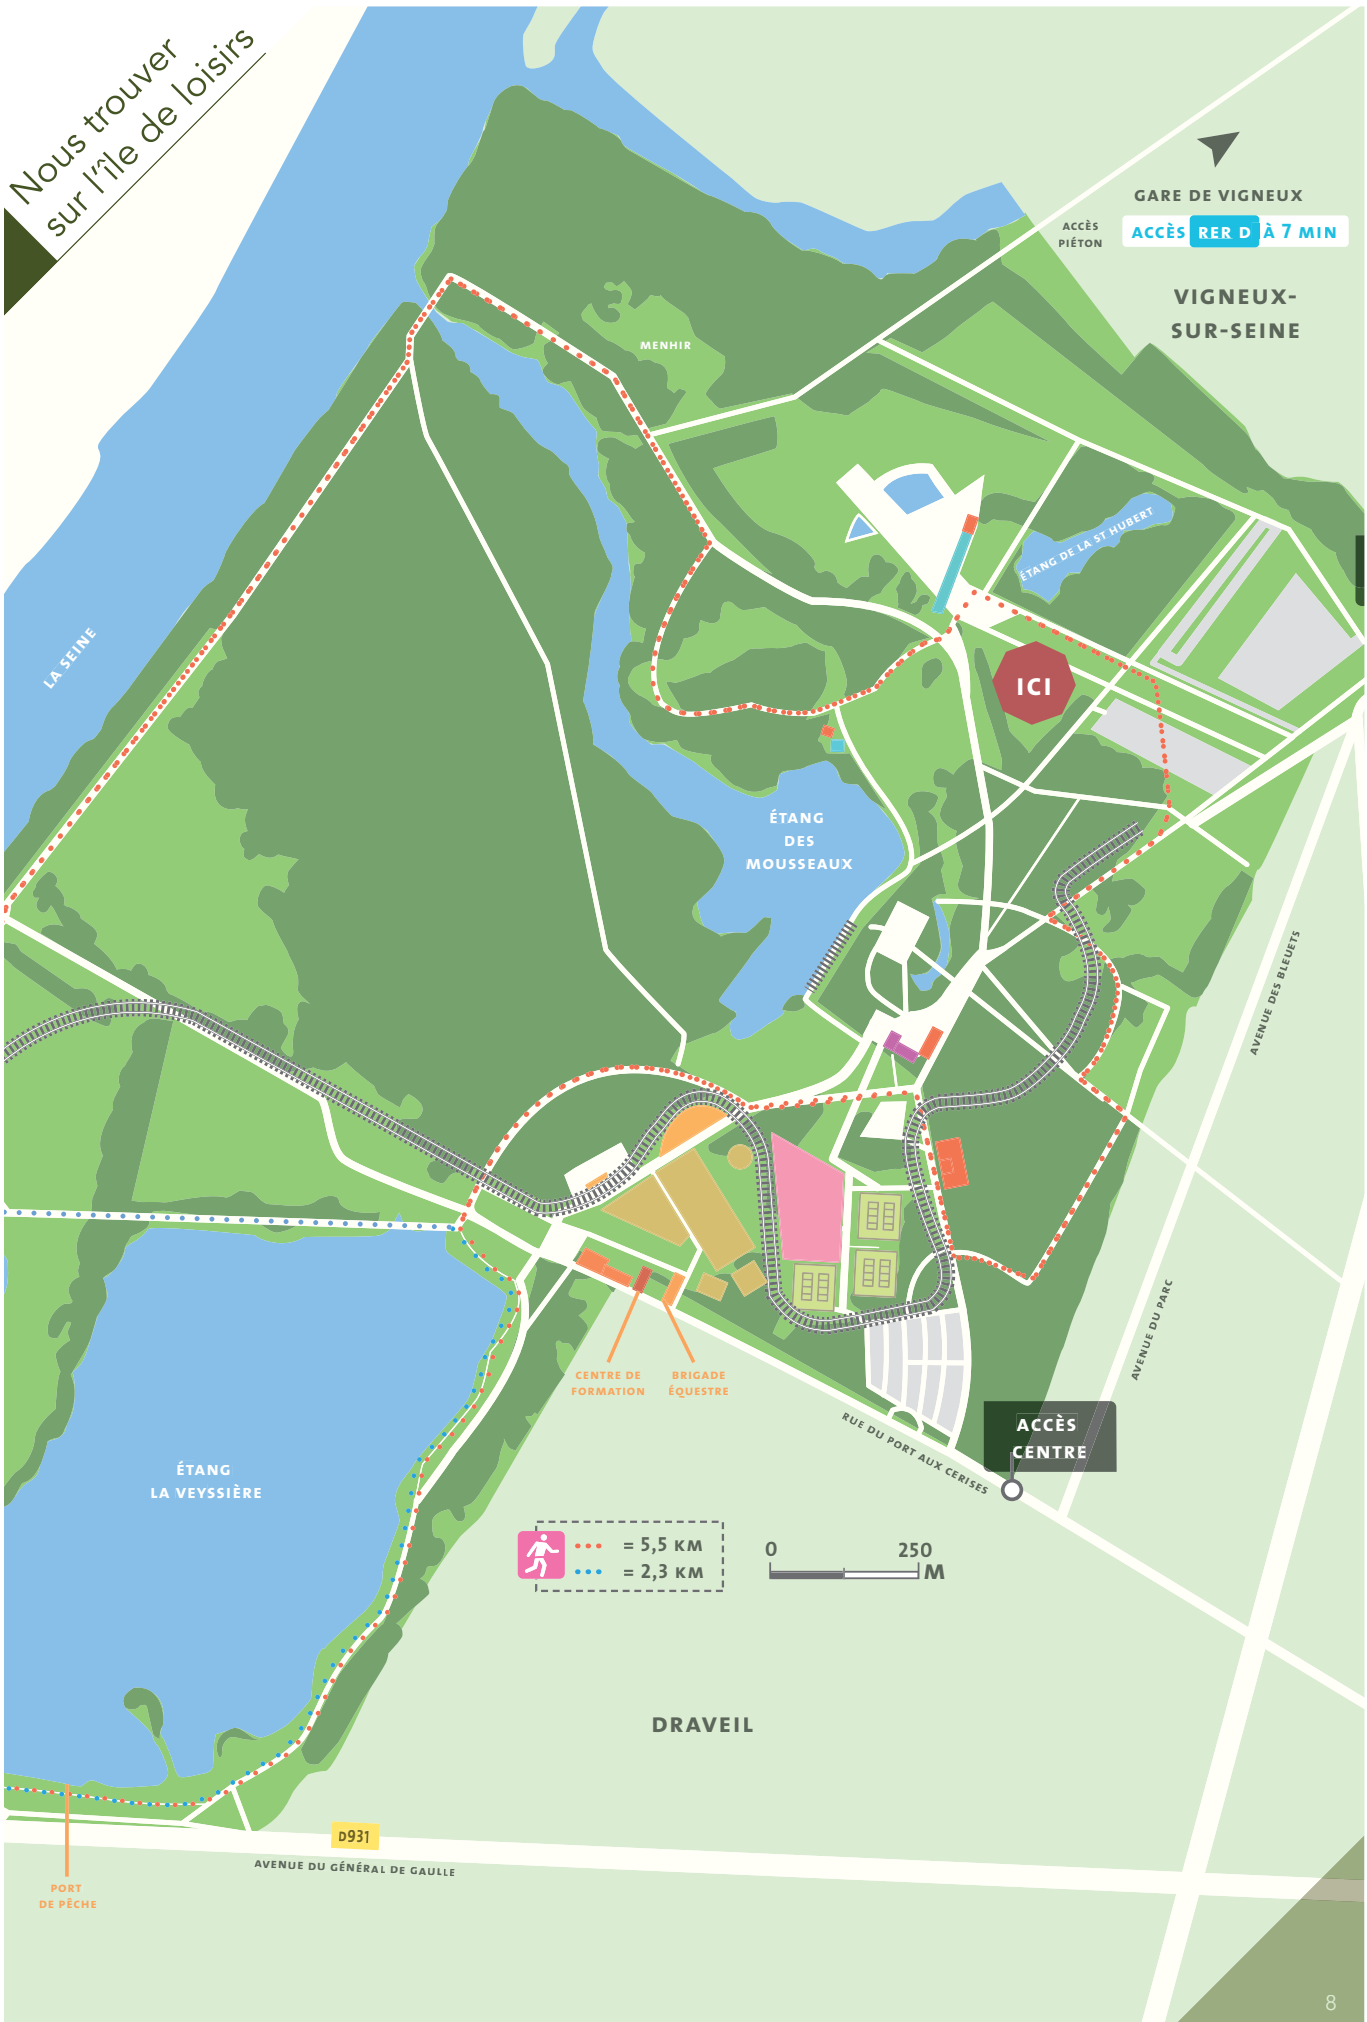 Nous trouver
sur l'île de loisirs
GARE DE VIGNEUX
ACCÈS
PIÉTON
ACCÈS RER D À 7 MIN
VIGNEUX-
SUR-SEINE
MENHIR
ÉTANG DE LA ST HUBERT
LA SEINE
ICI
ÉTANG
DES
MOUSSEAUX
AVENUE DES BLEUETS
AVENUE DU PARC
CENTRE DE
FORMATION
BRIGADE
ÉQUESTRE
RUE DU PORT AUX CERISES
ACCÈS
CENTRE
ÉTANG
LA VEYSSIÈRE
= 5,5 KM
= 2,3 KM
0 250
M
DRAVEIL
D931
AVENUE DU GÉNÉRAL DE GAULLE
PORT
DE PÊCHE
8